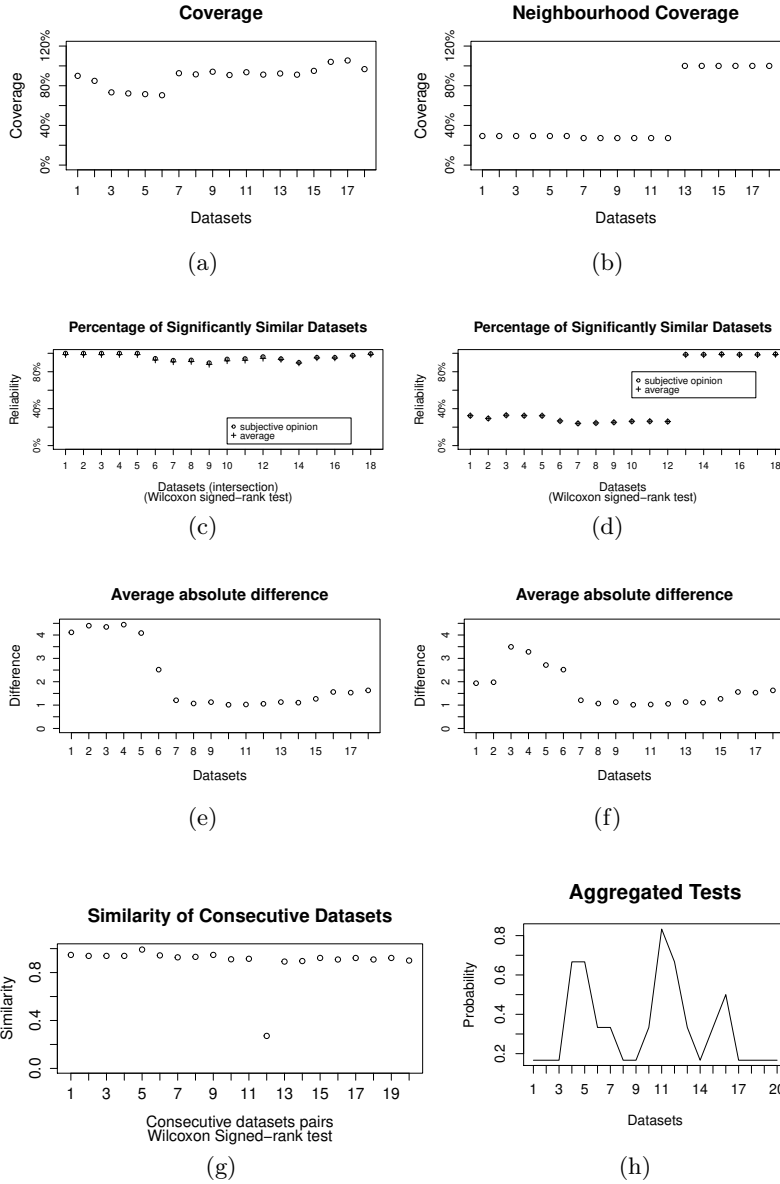 Coverage
Neighbourhood Coverage
Coverage
0%
40%
80%
120%
1 3 5 7 9 11 13 15 17
Datasets
Coverage
0%
40%
80%
120%
1 3 5 7 9 11 13 17
Datasets
(a)
(b)
Percentage of Significantly Similar Datasets
Reliability
0%
40%
80%
subjective opinion
average
1 2 3 4 5 6 7 8 9 10 11 12 13 14 15 16 17 18
Datasets (intersection)
(Wilcoxon signed−rank test)
(c)
Percentage of Significantly Similar Datasets
Reliability
0%
40%
80%
subjective opinion
average
1 2 3 4 5 6 7 8 9 10 12 14 16 18
Datasets
(Wilcoxon signed−rank test)
(d)
Average absolute difference
Difference
0 1 2 3 4
1 2 3 4 5 6 7 8 9 11 13 15 17
Datasets
(e)
Average absolute difference
Difference
0 1 2 3 4
1 2 3 4 5 6 7 8 9 11 13 15 17
Datasets
(f)
Similarity of Consecutive Datasets
Similarity
0.0 0.4 0.8
1 3 5 7 9 11 13 15 17 19
Consecutive datasets pairs
Wilcoxon Signed−rank test
(g)
Aggregated Tests
Probability
0.2 0.4 0.6 0.8
1 3 5 7 9 11 14 17 20
Datasets
(h)